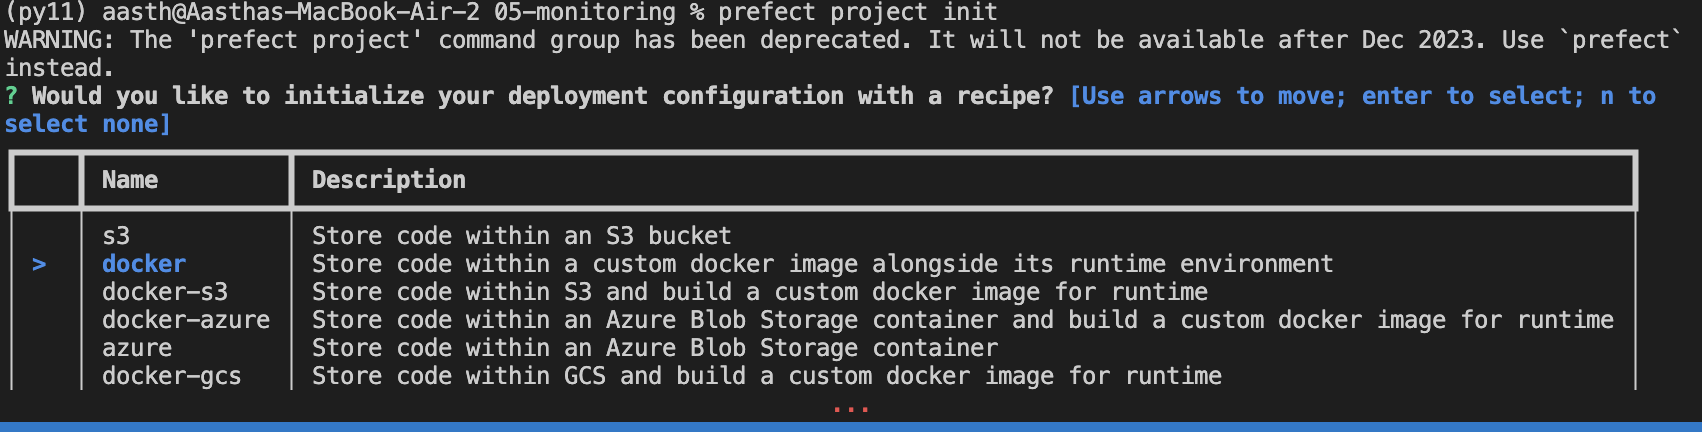 (py11) aasth@Aasthas-MacBook-Air-2 05-monitoring % prefect project init
WARNING: The 'prefect project' command group has been deprecated. It will not be available after Dec 2023. Use `prefect`
instead.
? Would you like to initialize your deployment configuration with a recipe? [Use arrows to move; enter to select; n to
select none]
Name Description
s3 Store code within an S3 bucket
> docker Store code within a custom docker image alongside its runtime environment
docker-s3 Store code within S3 and build a custom docker image for runtime
docker-azure Store code within an Azure Blob Storage container and build a custom docker image for runtime
azure Store code within an Azure Blob Storage container
docker-gcs Store code within GCS and build a custom docker image for runtime
...